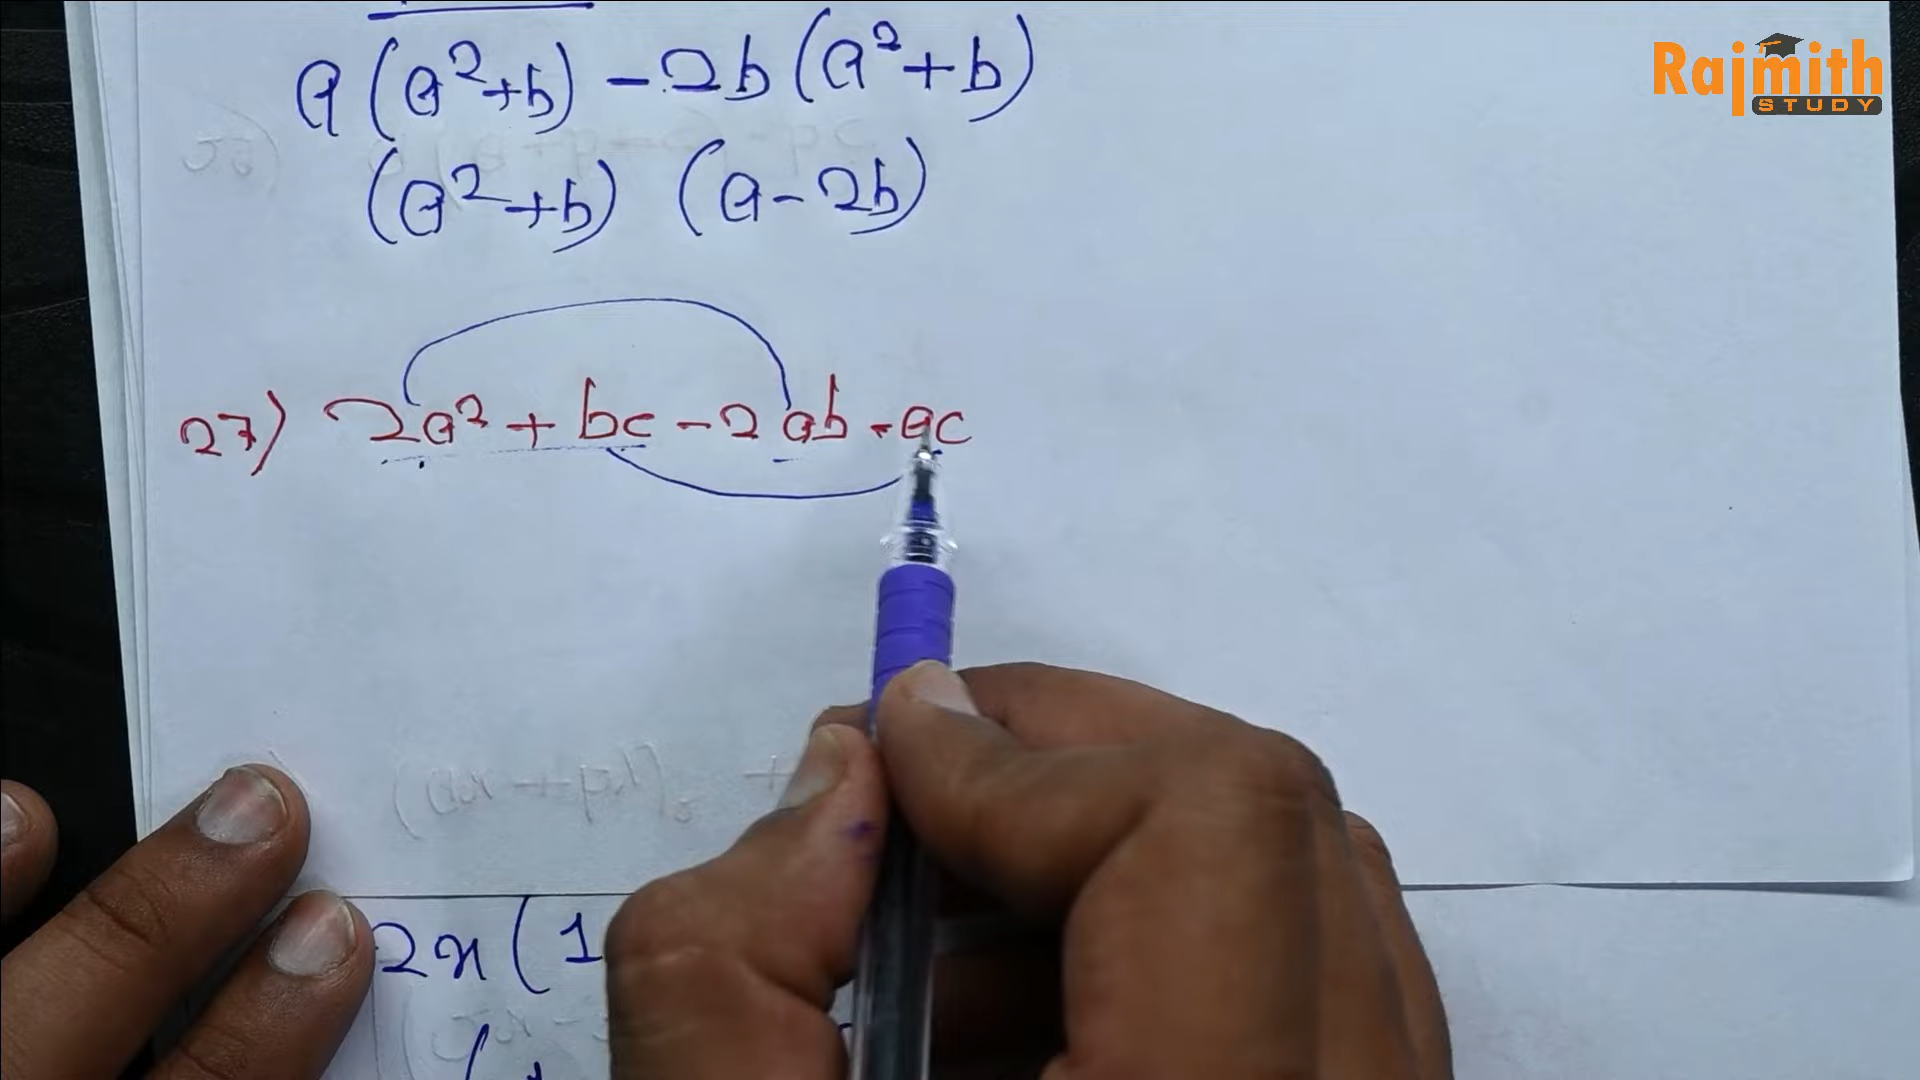 Rajmith
STUDY
a(a²+b) - 2b(a²+b)
(a²+b) (a-2b)
27) 2a² + bc - 2ab - ac
2x(1